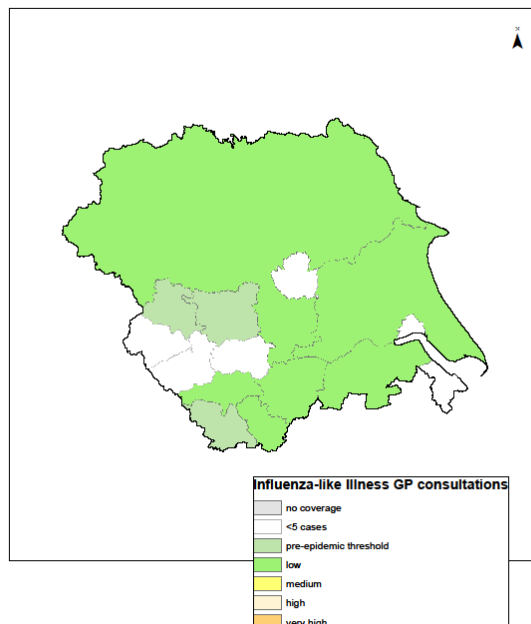 Influenza-like Illness GP consultations
no coverage
<5 cases
pre-epidemic threshold
low
medium
high
very high